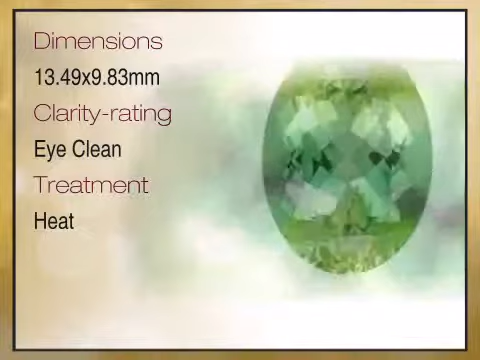 Dimensions
13.49x9.83mm
Clarity-rating
Eye Clean
Treatment
Heat